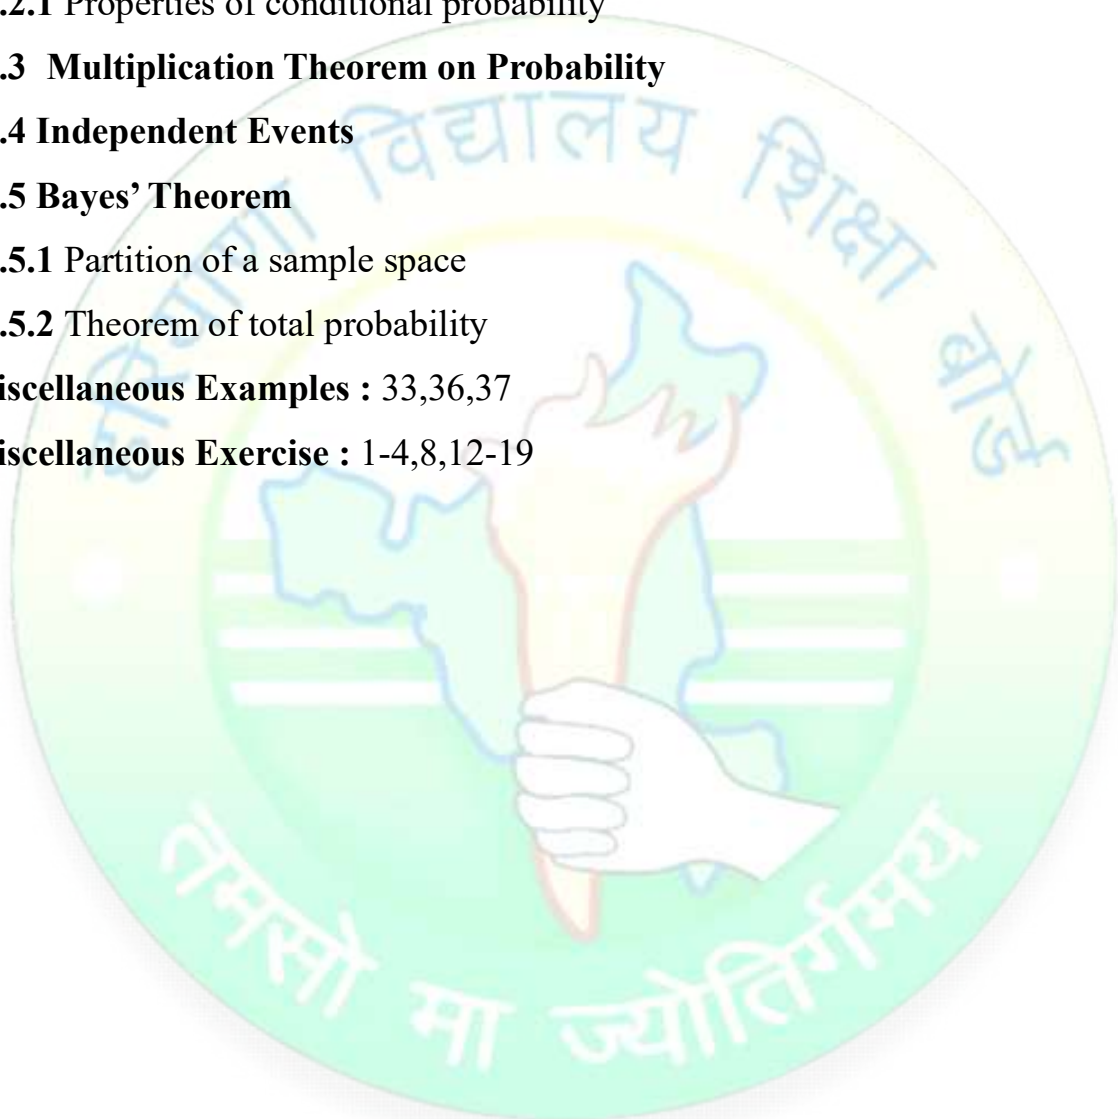 .2.1 Properties of conditional probability
.3 Multiplication Theorem on Probability
.4 Independent Events
.5 Bayes’ Theorem
.5.1 Partition of a sample space
.5.2 Theorem of total probability
iscellaneous Examples : 33,36,37
iscellaneous Exercise : 1-4,8,12-19
हरियाणा विद्यालय शिक्षा बोर्ड
तमसो मा ज्योतिर्गमय